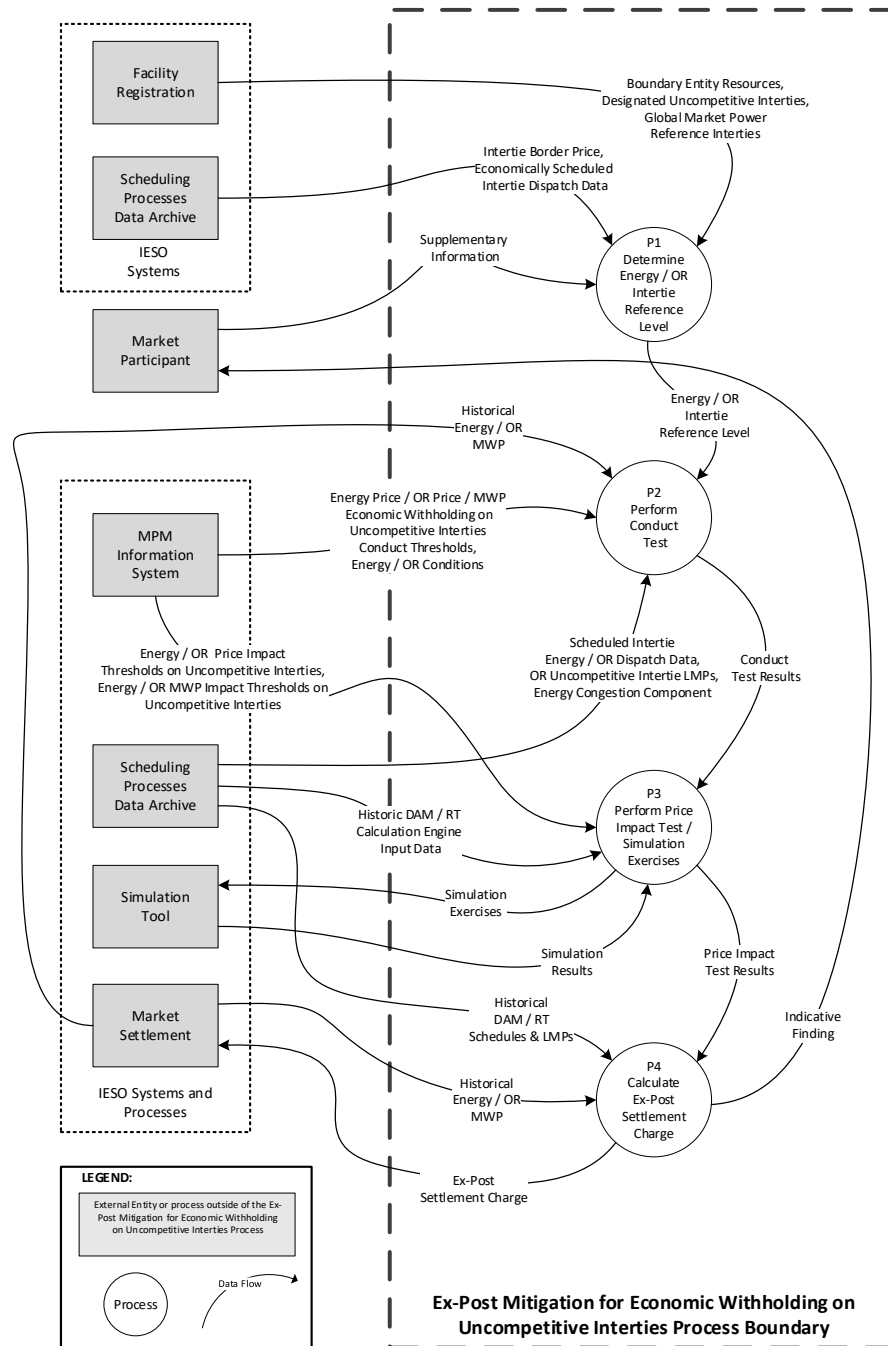 Facility
Registration
Boundary Entity Resources,
Designated Uncompetitive Interties,
Global Market Power
Reference Interties
Scheduling
Processes
Data Archive
Intertie Border Price,
Economically Scheduled
Intertie Dispatch Data
IESO
Systems
Supplementary
Information
P1
Determine
Energy / OR
Intertie
Reference
Level
Market
Participant
Energy / OR
Intertie
Reference Level
Historical
Energy / OR
MWP
MPM
Information
System
Energy Price / OR Price / MWP
Economic Withholding on
Uncompetitive Interties
Conduct Thresholds,
Energy / OR Conditions
P2
Perform
Conduct
Test
Energy / OR  Price Impact
Thresholds on Uncompetitive Interties,
Energy / OR MWP Impact Thresholds on
Uncompetitive Interties
Scheduled Intertie
Energy / OR Dispatch Data,
OR Uncompetitive Intertie LMPs,
Energy Congestion Component
Conduct
Test Results
Scheduling
Processes
Data Archive
Historic DAM / RT
Calculation Engine
Input Data
P3
Perform Price
Impact Test /
Simulation
Exercises
Simulation
Tool
Simulation
Exercises
Simulation
Results
Price Impact
Test Results
Market
Settlement
Historical
DAM / RT
Schedules & LMPs
Indicative
Finding
IESO Systems and
Processes
Historical
Energy / OR
MWP
P4
Calculate
Ex-Post
Settlement
Charge
Ex-Post
Settlement Charge
LEGEND:
External Entity or process outside of the Ex-
Post Mitigation for Economic Withholding
on Uncompetitive Interties Process
Process
Data Flow
Ex-Post Mitigation for Economic Withholding on
Uncompetitive Interties Process Boundary